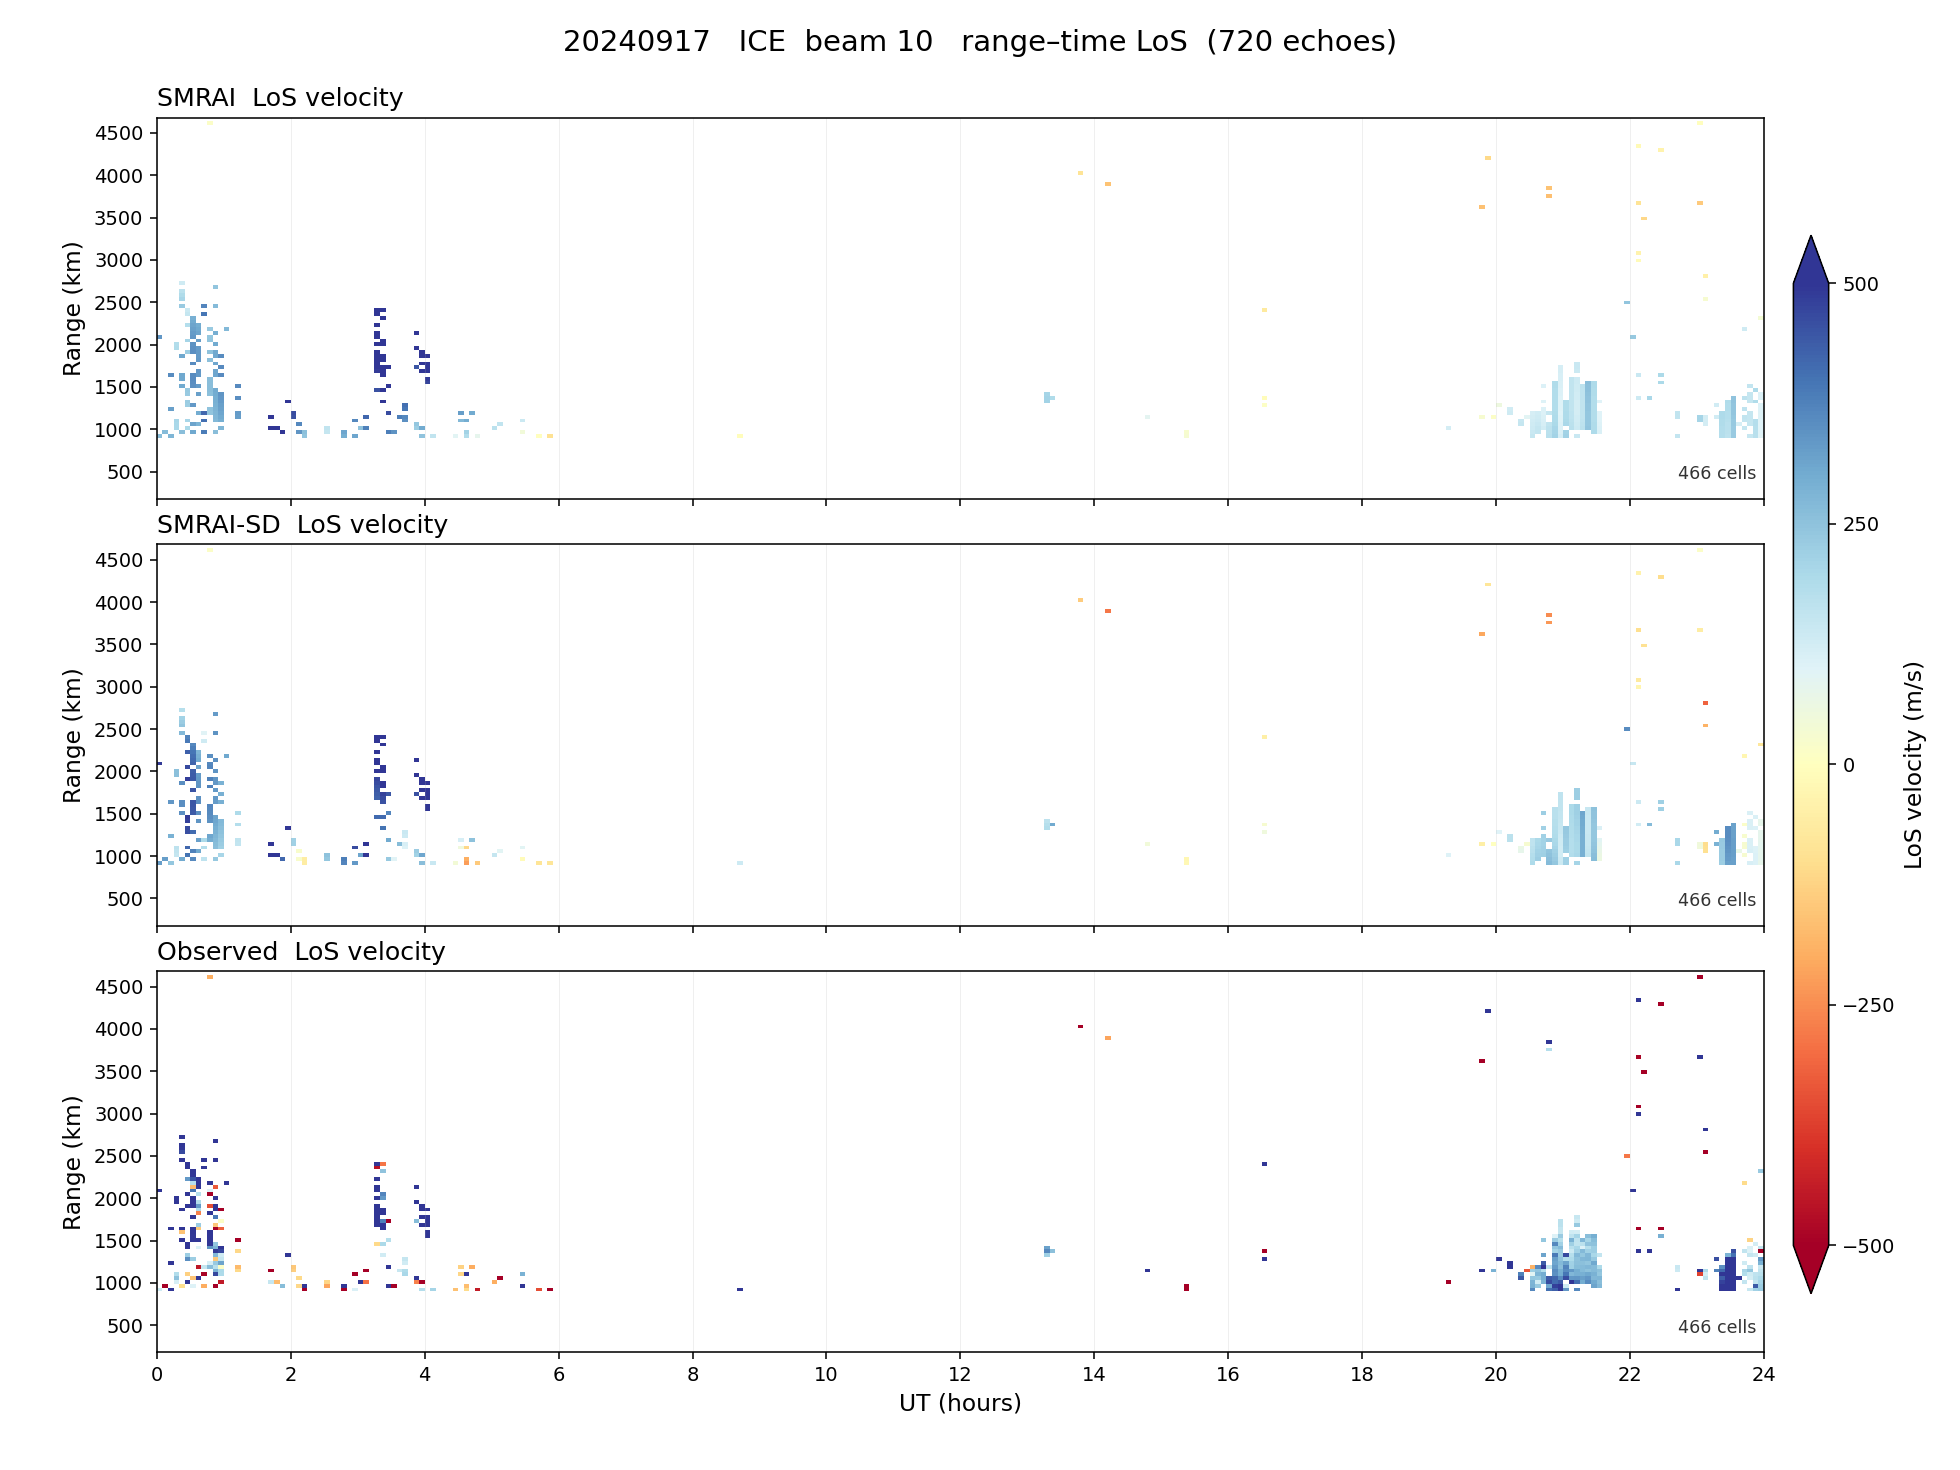 20240917   ICE  beam 10   range–time LoS  (720 echoes)
SMRAI  LoS velocity
4500
4000
3500
3000
2500
2000
1500
1000
500
Range (km)
466 cells
SMRAI-SD  LoS velocity
4500
4000
3500
3000
2500
2000
1500
1000
500
Range (km)
466 cells
Observed  LoS velocity
4500
4000
3500
3000
2500
2000
1500
1000
500
Range (km)
466 cells
0 2 4 6 8 10 12 14 16 18 20 22 24
UT (hours)
500
250
0
−250
−500
LoS velocity (m/s)